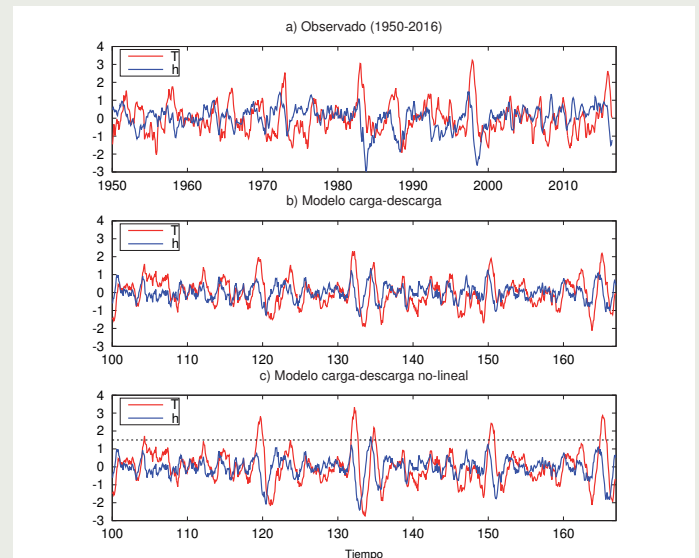 a) Observado (1950-2016)
4
3
2
1
0
-1
-2
-3
T
h
1950 1960 1970 1980 1990 2000 2010
b) Modelo carga-descarga
4
3
2
1
0
-1
-2
-3
T
h
100 110 120 130 140 150 160
c) Modelo carga-descarga no-lineal
4
3
2
1
0
-1
-2
-3
T
h
100 110 120 130 140 150 160
Tiempo